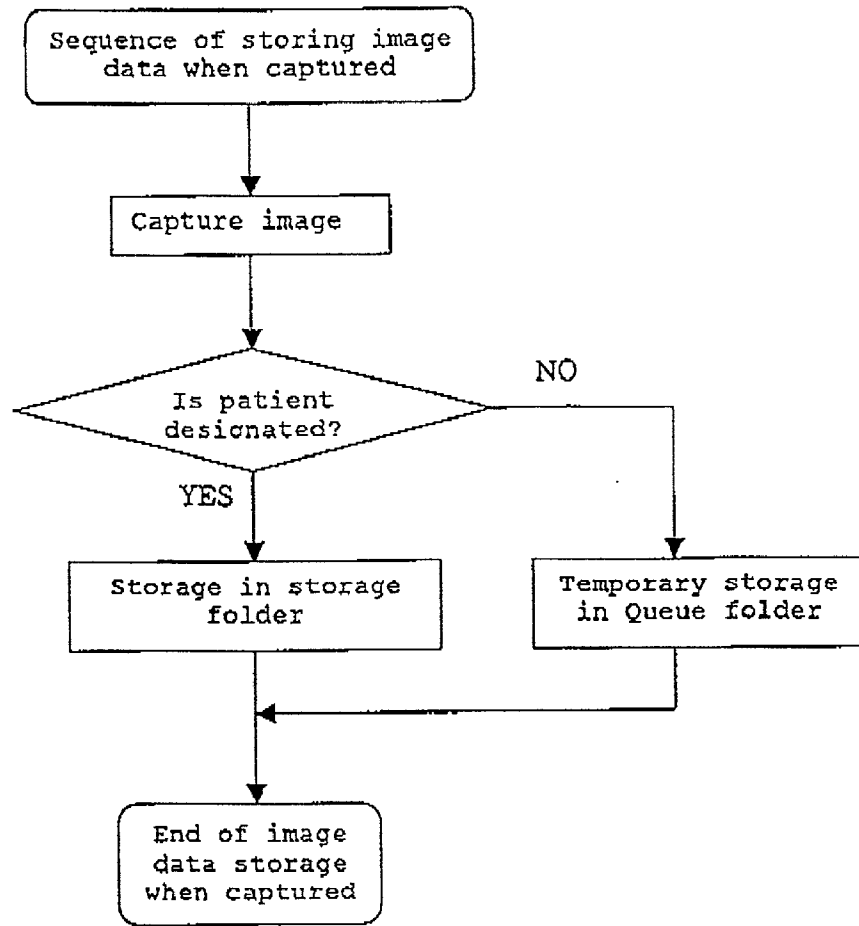 Sequence of storing image
data when captured
Capture image
Is patient
designated?
NO
YES
Storage in storage
folder
Temporary storage
in Queue folder
End of image
data storage
when captured